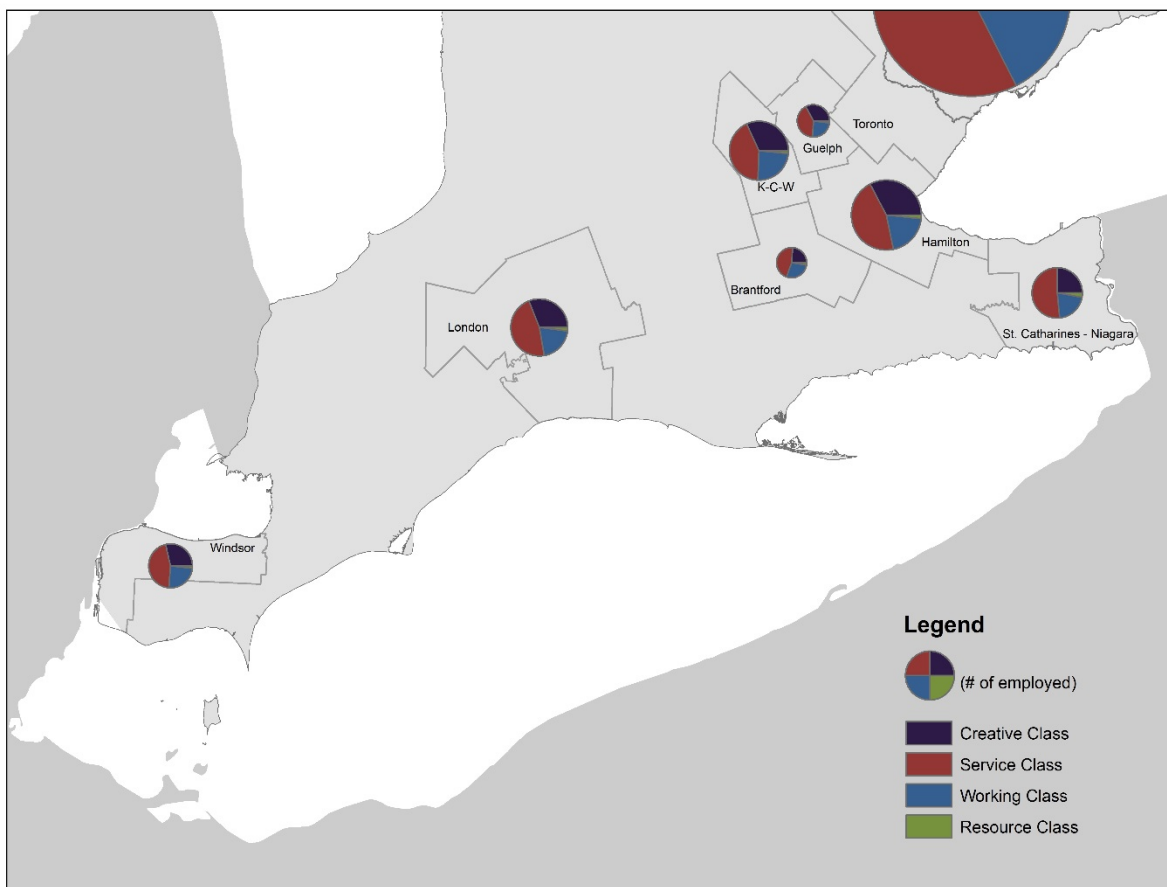 Toronto
Guelph
K-C-W
Hamilton
Brantford
London
St. Catharines - Niagara
Windsor
Legend
(# of employed)
Creative Class
Service Class
Working Class
Resource Class